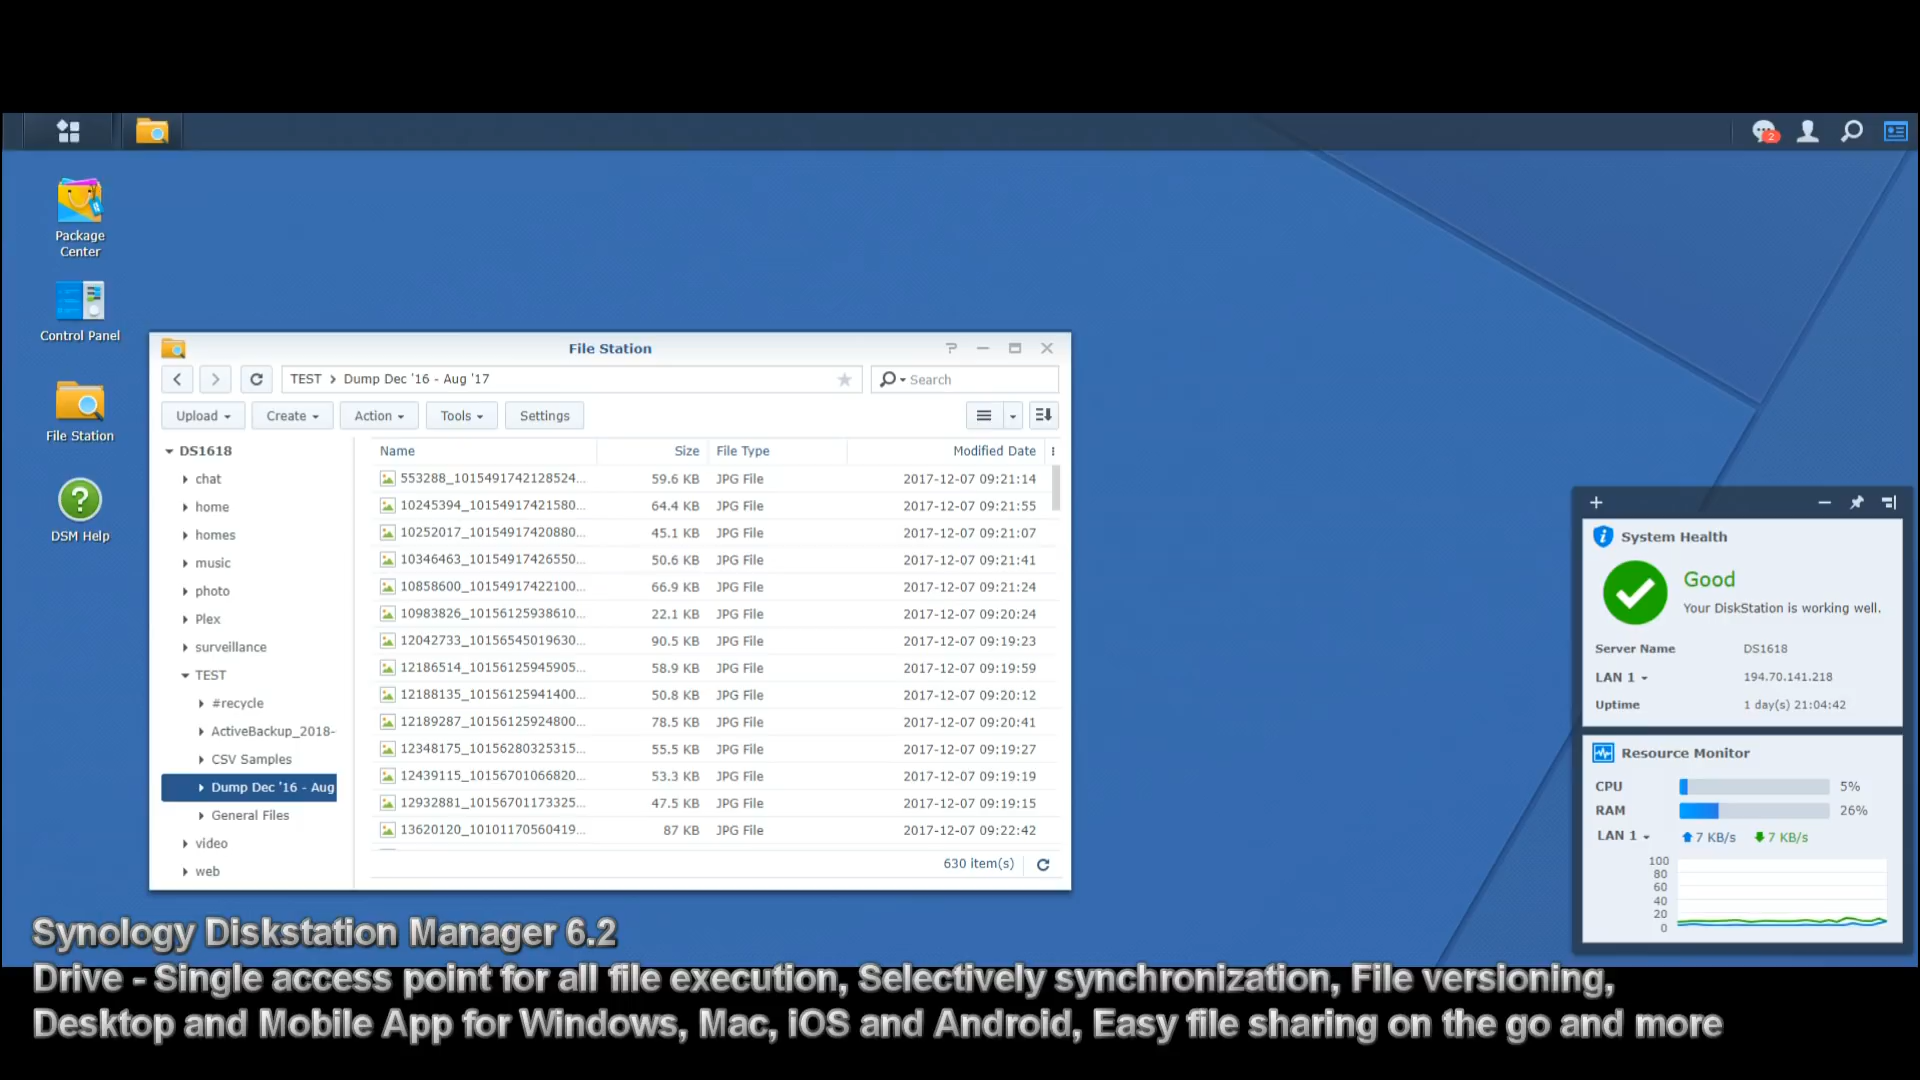 2
Package
Center
Control Panel
File Station
DSM Help
File Station
TEST > Dump Dec '16 - Aug '17
Search
Upload Create Action Tools Settings
DS1618
chat
home
homes
music
photo
Plex
surveillance
TEST
#recycle
ActiveBackup_2018-
CSV Samples
Dump Dec '16 - Aug
General Files
video
web
Name Size File Type Modified Date
553288_1015491742128524... 59.6 KB JPG File 2017-12-07 09:21:14
10245394_10154917421580... 64.4 KB JPG File 2017-12-07 09:21:55
10252017_10154917420880... 45.1 KB JPG File 2017-12-07 09:21:07
10346463_10154917426550... 50.6 KB JPG File 2017-12-07 09:21:41
10858600_10154917422100... 66.9 KB JPG File 2017-12-07 09:21:24
10983826_10156125938610... 22.1 KB JPG File 2017-12-07 09:20:24
12042733_10156545019630... 90.5 KB JPG File 2017-12-07 09:19:23
12186514_10156125945905... 58.9 KB JPG File 2017-12-07 09:19:59
12188135_10156125941400... 50.8 KB JPG File 2017-12-07 09:20:12
12189287_10156125924800... 78.5 KB JPG File 2017-12-07 09:20:41
12348175_10156280325315... 55.5 KB JPG File 2017-12-07 09:19:27
12439115_10156701066820... 53.3 KB JPG File 2017-12-07 09:19:19
12932881_10156701173325... 47.5 KB JPG File 2017-12-07 09:19:15
13620120_10101170560419... 87 KB JPG File 2017-12-07 09:22:42
630 item(s)
System Health
Good
Your DiskStation is working well.
Server Name DS1618
LAN 1 194.70.141.218
Uptime 1 day(s) 21:04:42
Resource Monitor
CPU 5%
RAM 26%
LAN 1 7 KB/s 7 KB/s
100
80
60
40
20
0
Synology Diskstation Manager 6.2
Drive - Single access point for all file execution, Selectively synchronization, File versioning,
Desktop and Mobile App for Windows, Mac, iOS and Android, Easy file sharing on the go and more